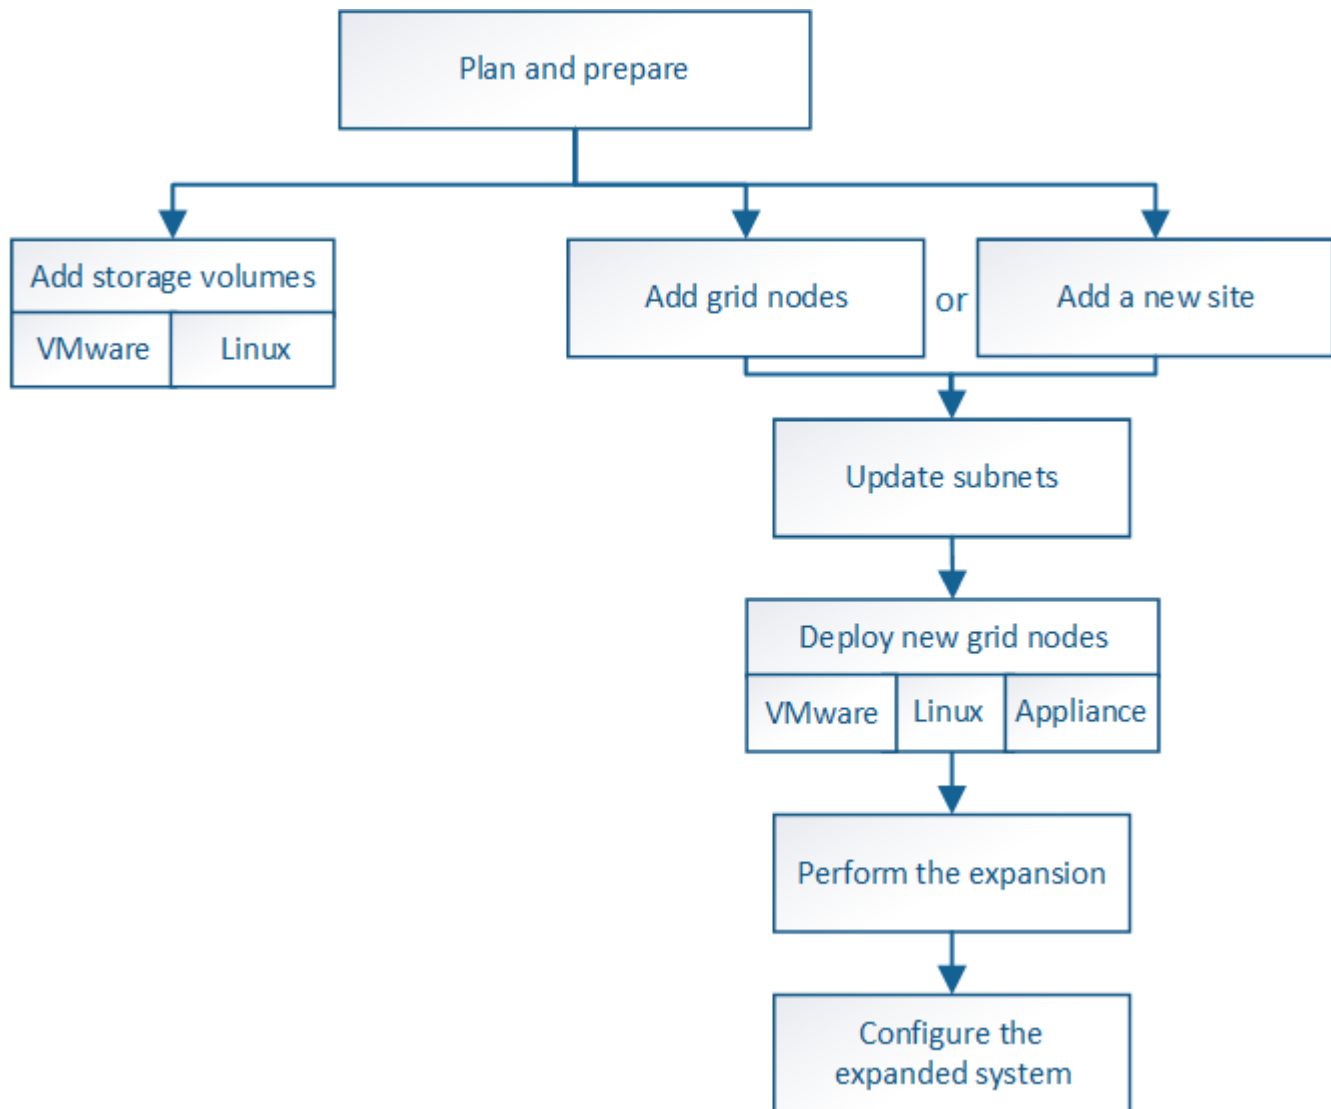 Plan and prepare
Add storage volumes
VMware
Linux
Add grid nodes
or
Add a new site
Update subnets
Deploy new grid nodes
VMware
Linux
Appliance
Perform the expansion
Configure the
expanded system